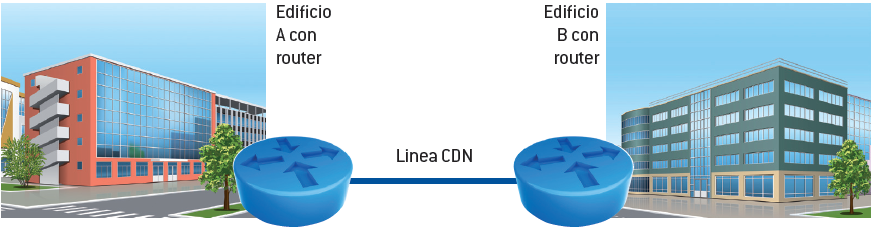 Edificio
A con
router
Edificio
B con
router
Linea CDN